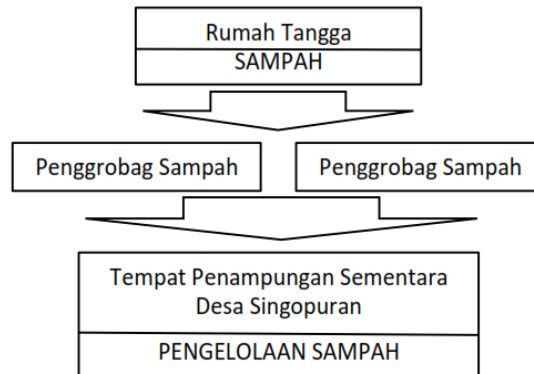 Rumah Tangga
SAMPAH
Penggrobag Sampah
Penggrobag Sampah
Tempat Penampungan Sementara
Desa Singopuran
PENGELOLAAN SAMPAH